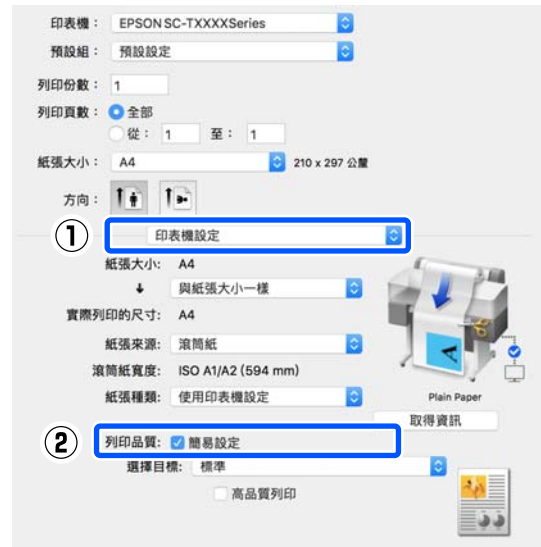 印表機： EPSON SC-TXXXXSeries
預設組： 預設設定
列印份數： 1
列印頁數： 全部
從： 1 至： 1
紙張大小： A4 210 x 297 公釐
方向：
① 印表機設定
紙張大小: A4
與紙張大小一樣
實際列印的尺寸: A4
紙張來源: 滾筒紙
滾筒紙寬度: ISO A1/A2 (594 mm)
紙張種類: 使用印表機設定
Plain Paper
取得資訊
② 列印品質: 簡易設定
選擇目標: 標準
高品質列印